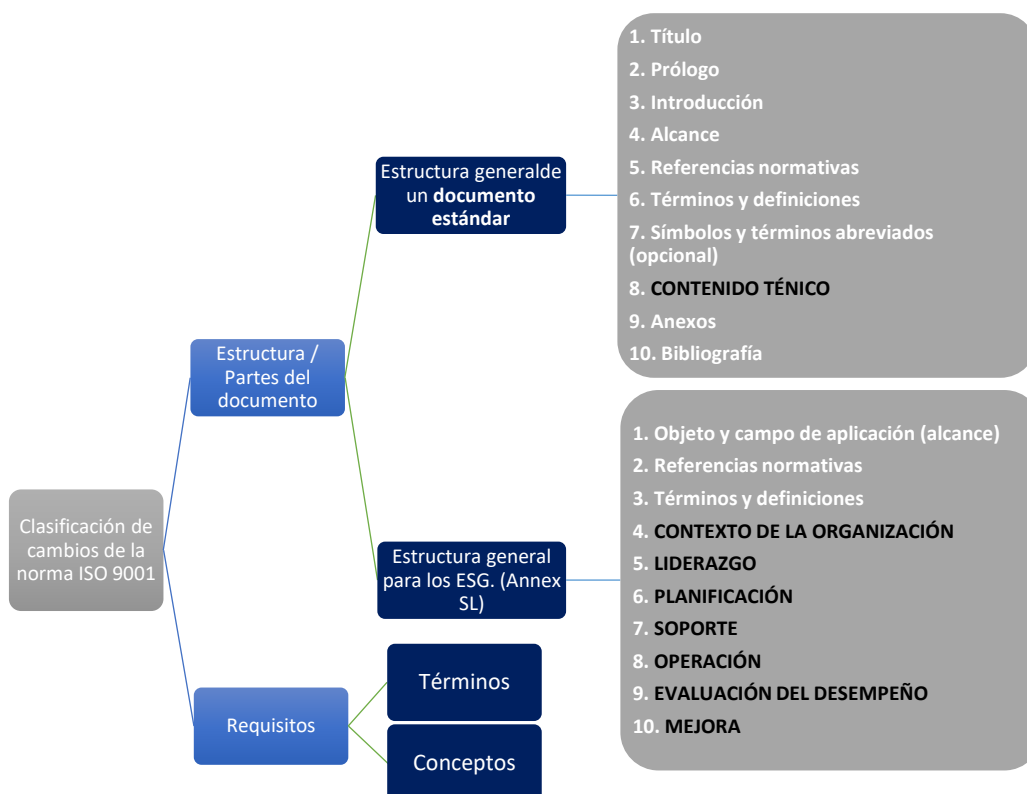 Clasificación de
cambios de la
norma ISO 9001
Estructura /
Partes del
documento
Requisitos
Estructura generalde
un documento
estándar
Estructura general
para los ESG. (Annex
SL)
Términos
Conceptos
1. Título
2. Prólogo
3. Introducción
4. Alcance
5. Referencias normativas
6. Términos y definiciones
7. Símbolos y términos abreviados
(opcional)
8. CONTENIDO TÉNICO
9. Anexos
10. Bibliografía
1. Objeto y campo de aplicación (alcance)
2. Referencias normativas
3. Términos y definiciones
4. CONTEXTO DE LA ORGANIZACIÓN
5. LIDERAZGO
6. PLANIFICACIÓN
7. SOPORTE
8. OPERACIÓN
9. EVALUACIÓN DEL DESEMPEÑO
10. MEJORA